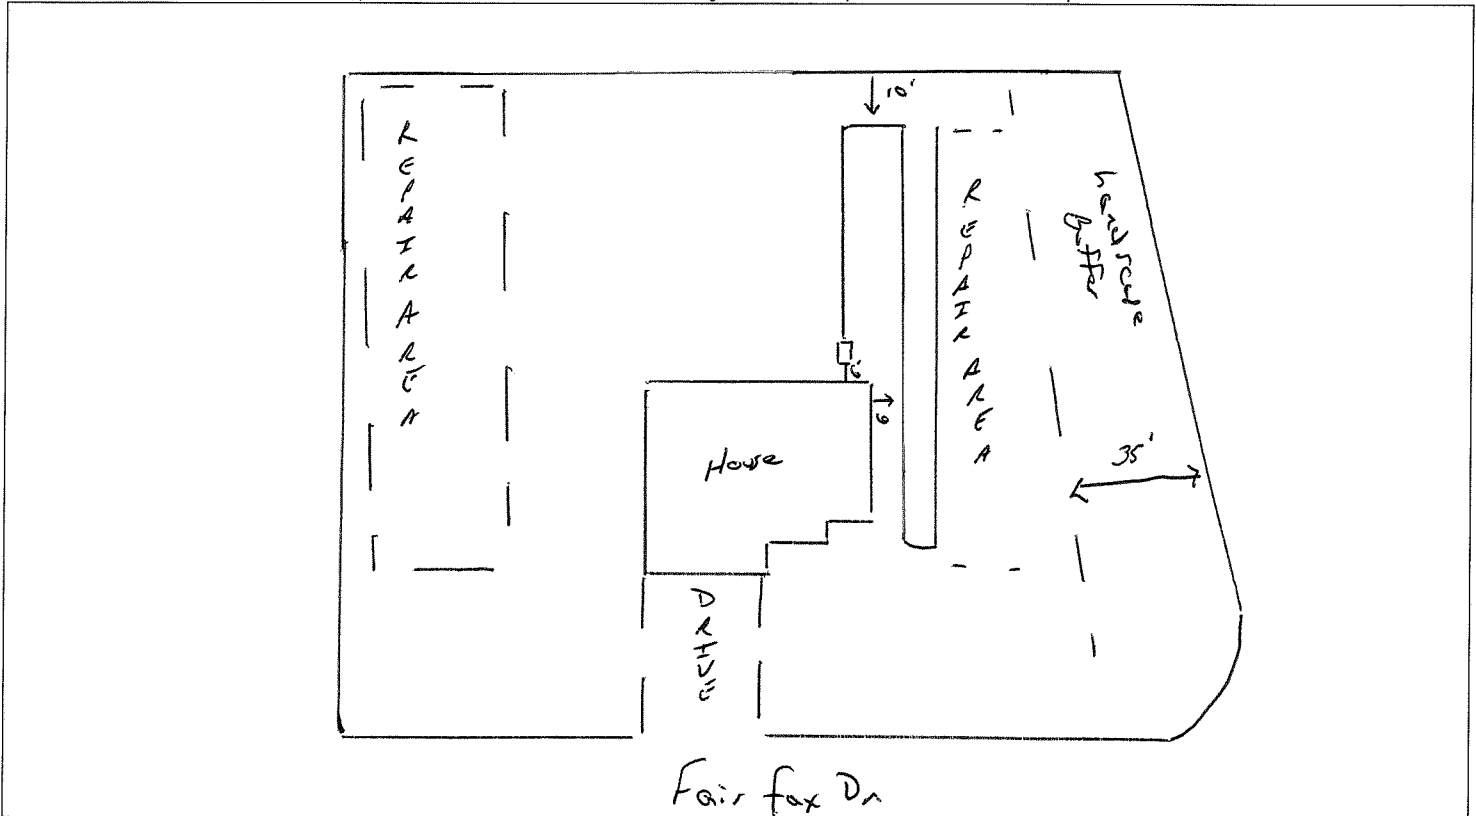 10'
REPAIR AREA
REPAIR AREA
Landscape
Buffer
6'
6
35'
House
DRIVE
Fairfax Dr